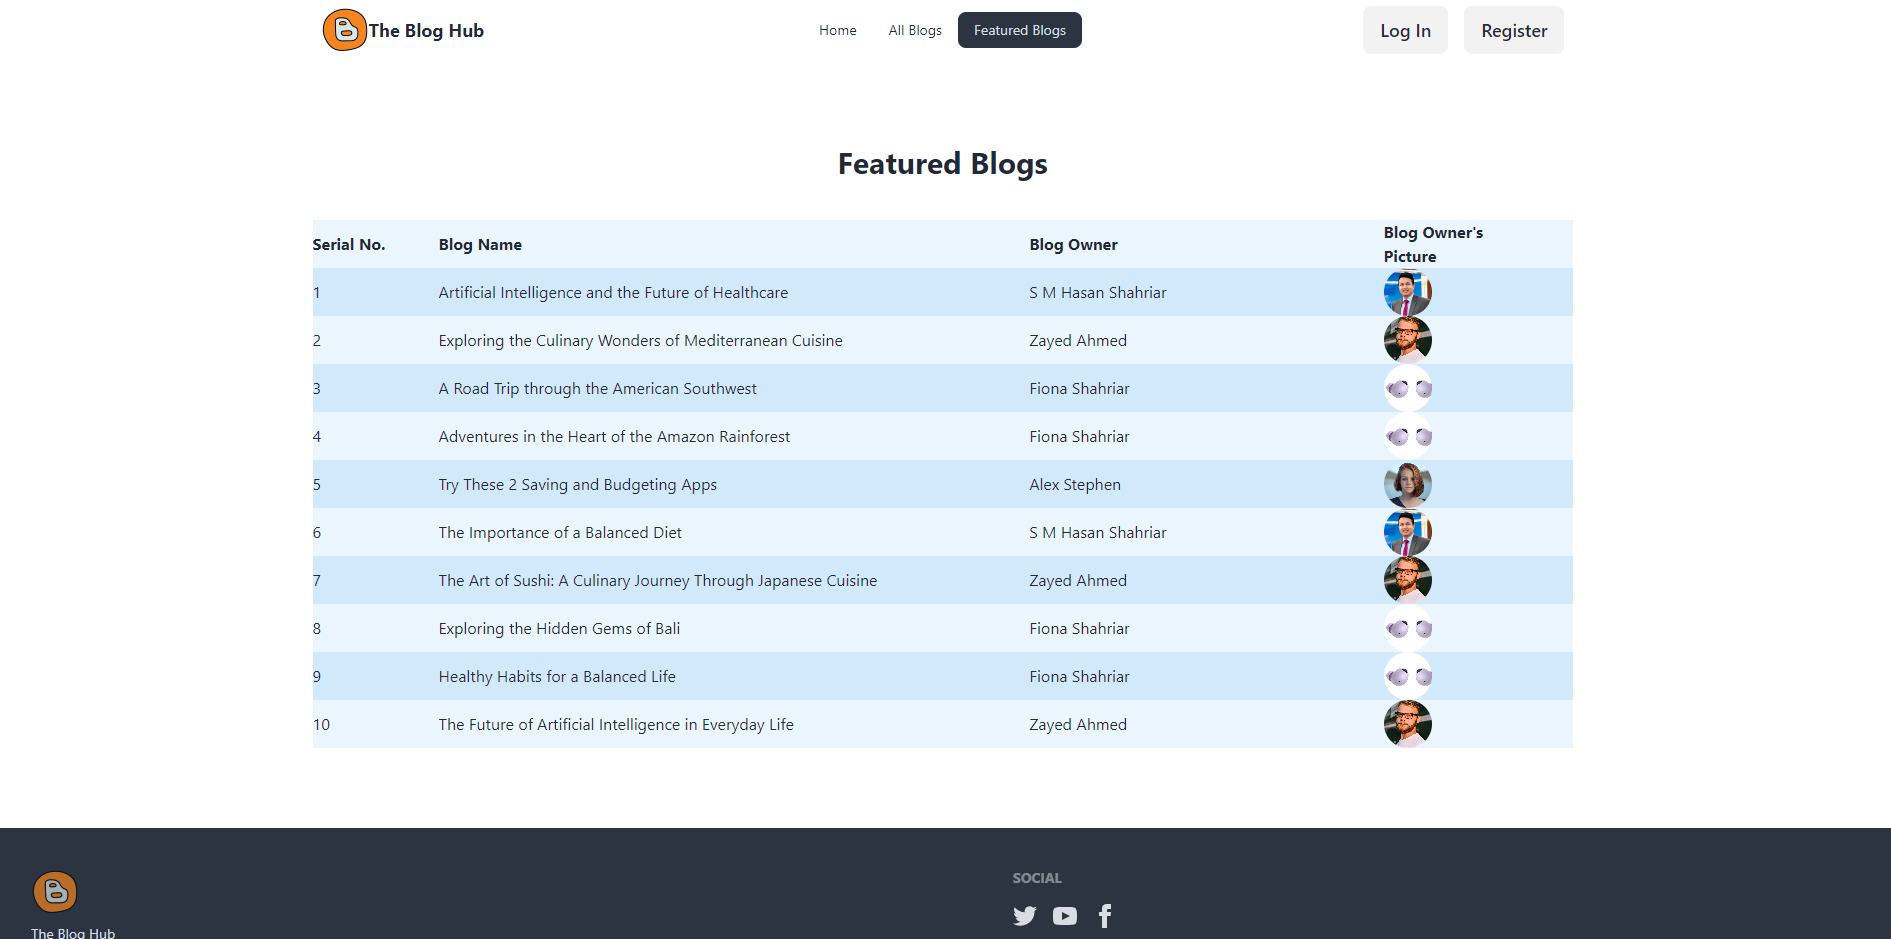 The Blog Hub
Home
All Blogs
Featured Blogs
Log In
Register
Featured Blogs
Serial No.
Blog Name
Blog Owner
Blog Owner's
Picture
1
Artificial Intelligence and the Future of Healthcare
S M Hasan Shahriar
2
Exploring the Culinary Wonders of Mediterranean Cuisine
Zayed Ahmed
3
A Road Trip through the American Southwest
Fiona Shahriar
4
Adventures in the Heart of the Amazon Rainforest
Fiona Shahriar
5
Try These 2 Saving and Budgeting Apps
Alex Stephen
6
The Importance of a Balanced Diet
S M Hasan Shahriar
7
The Art of Sushi: A Culinary Journey Through Japanese Cuisine
Zayed Ahmed
8
Exploring the Hidden Gems of Bali
Fiona Shahriar
9
Healthy Habits for a Balanced Life
Fiona Shahriar
10
The Future of Artificial Intelligence in Everyday Life
Zayed Ahmed
The Blog Hub
SOCIAL